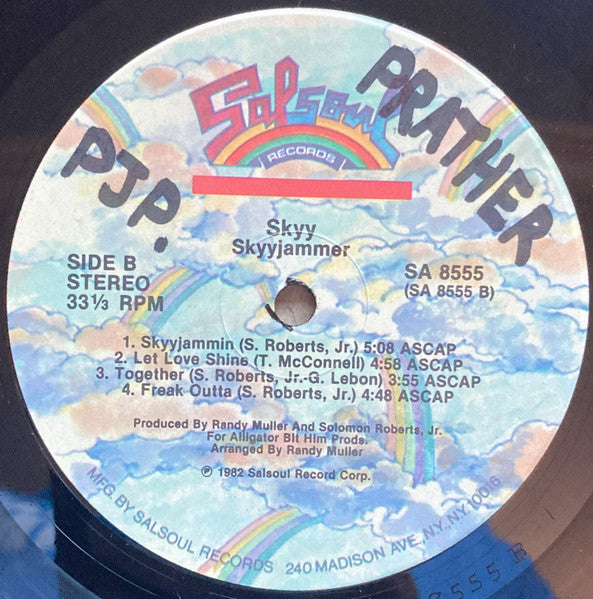 Salsoul
RECORDS
PJP.
PRATHER
Skyy
Skyyjammer
SIDE B
STEREO
33⅓ RPM
SA 8555
(SA 8555 B)
1. Skyyjammin (S. Roberts, Jr.) 5:08 ASCAP
2. Let Love Shine (T. McConnell) 4:58 ASCAP
3. Together (S. Roberts, Jr.-G. Lebon) 3:55 ASCAP
4. Freak Outta (S. Roberts, Jr.) 4:48 ASCAP
Produced By Randy Muller And Solomon Roberts, Jr.
For Alligator Bit Him Prods.
Arranged By Randy Muller
℗ 1982 Salsoul Record Corp.
MFG. BY SALSOUL RECORDS 240 MADISON AVE., N.Y., NY 10016
8555 B 1